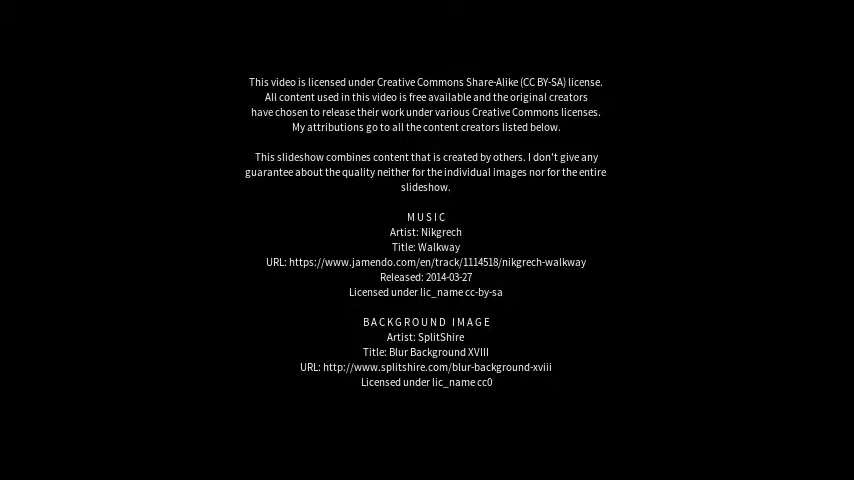 This video is licensed under Creative Commons Share-Alike (CC BY-SA) license.
All content used in this video is free available and the original creators
have chosen to release their work under various Creative Commons licenses.
My attributions go to all the content creators listed below.
This slideshow combines content that is created by others. I don't give any
guarantee about the quality neither for the individual images nor for the entire
slideshow.
MUSIC
Artist: Nikgrech
Title: Walkway
URL: https://www.jamendo.com/en/track/1114518/nikgrech-walkway
Released: 2014-03-27
Licensed under lic_name cc-by-sa
BACKGROUND IMAGE
Artist: SplitShire
Title: Blur Background XVIII
URL: http://www.splitshire.com/blur-background-xviii
Licensed under lic_name cc0